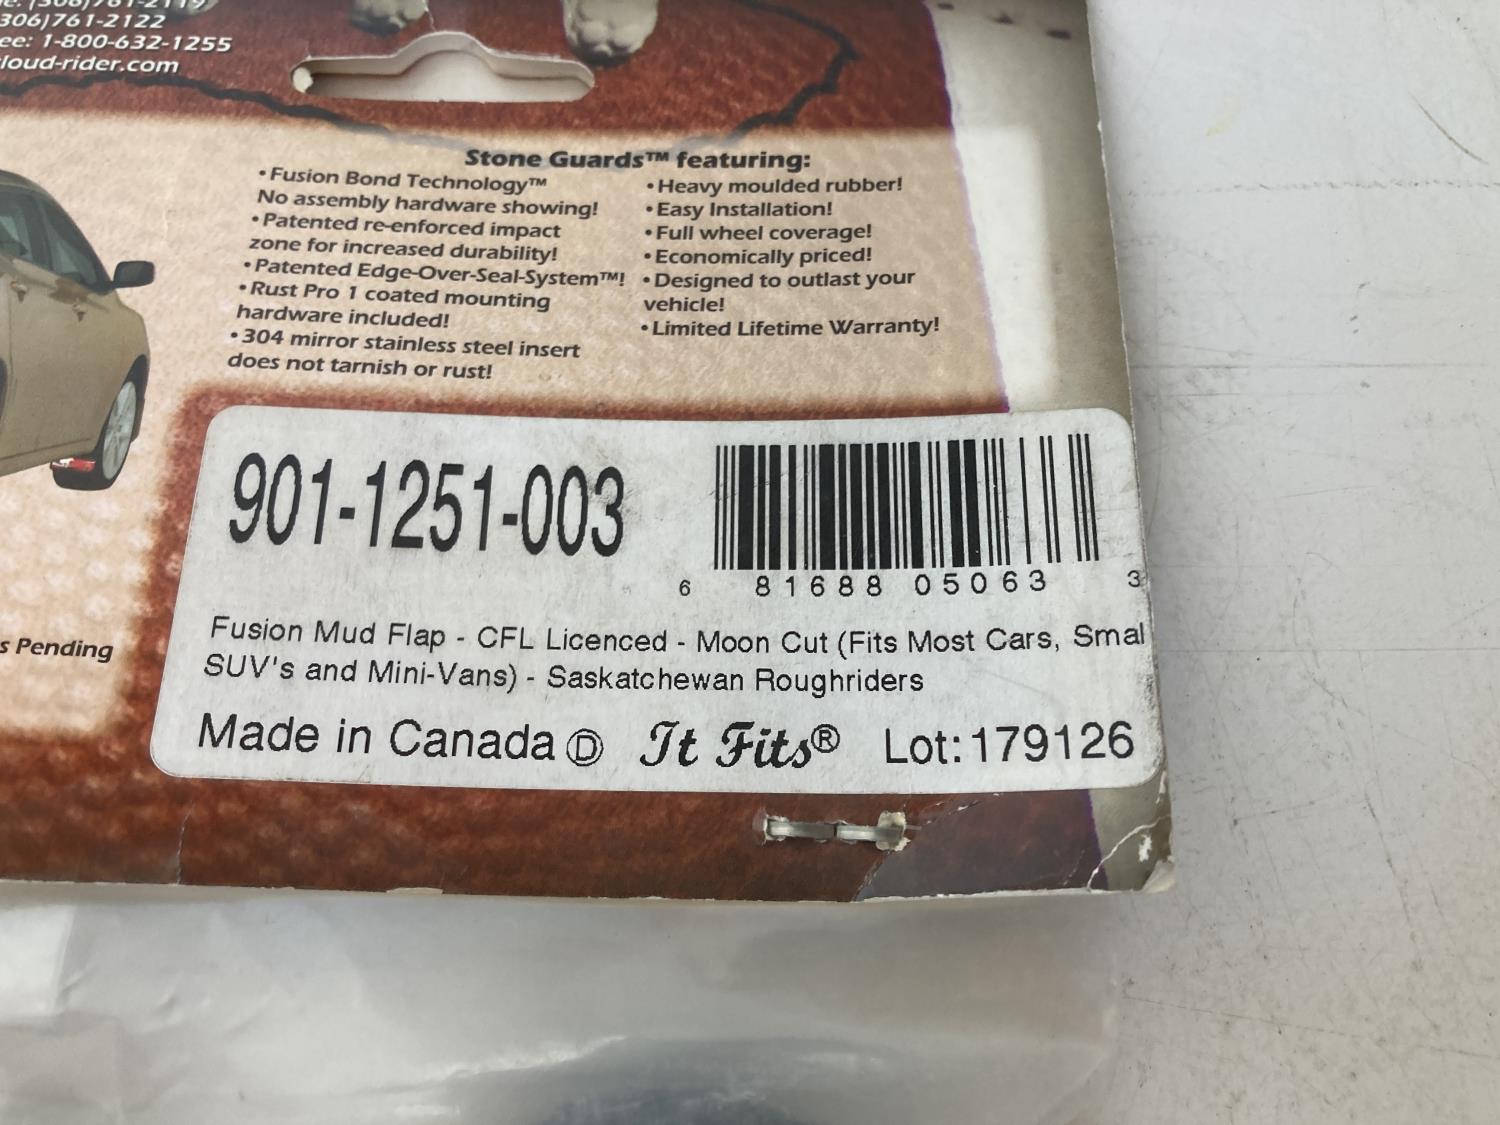 306)761-2122
ee: 1-800-632-1255
loud-rider.com
Stone Guards™ featuring:
• Fusion Bond Technology™
No assembly hardware showing!
• Patented re-enforced impact
zone for increased durability!
• Patented Edge-Over-Seal-System™!
• Rust Pro 1 coated mounting
hardware included!
• 304 mirror stainless steel insert
does not tarnish or rust!
• Heavy moulded rubber!
• Easy Installation!
• Full wheel coverage!
• Economically priced!
• Designed to outlast your
vehicle!
• Limited Lifetime Warranty!
s Pending
901-1251-003
6 81688 05063 3
Fusion Mud Flap - CFL Licenced - Moon Cut (Fits Most Cars, Smal
SUV's and Mini-Vans) - Saskatchewan Roughriders
Made in Canada Ⓓ It Fits® Lot: 179126